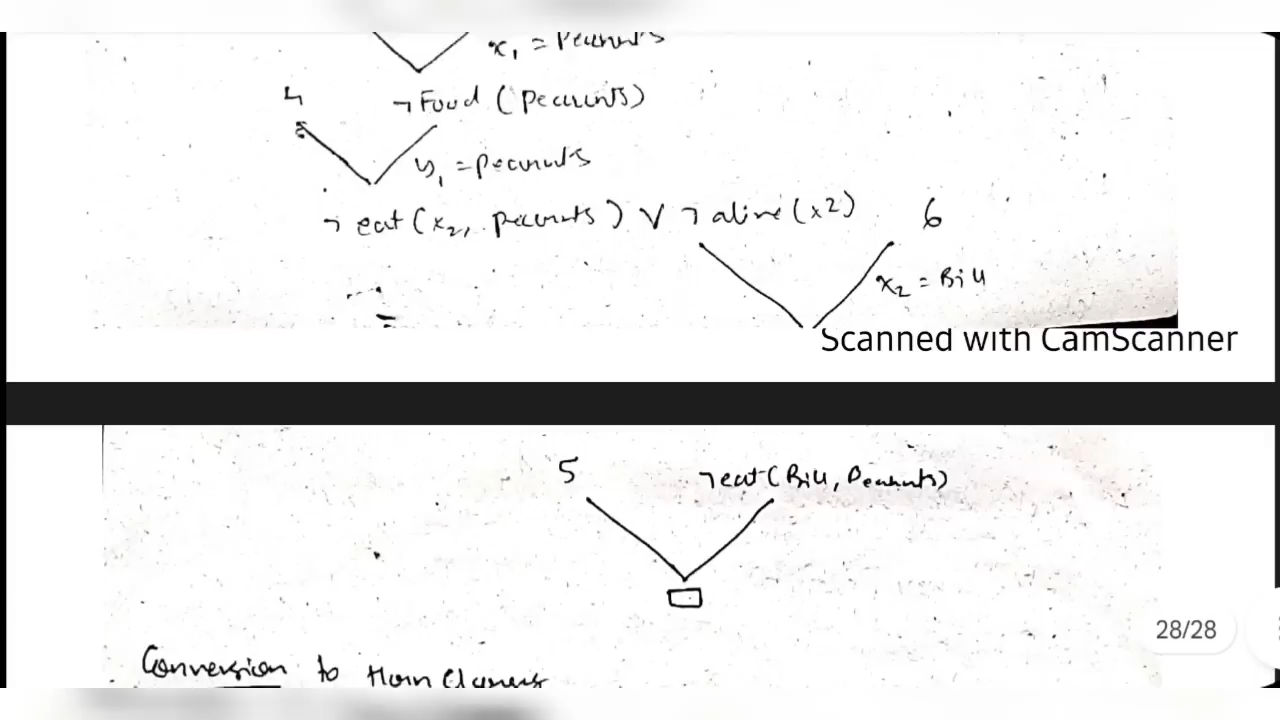 x₁ = Peanuts
4 ¬ Food (Peanuts)
y₁ = Peanuts
¬ eat (x₂, Peanuts) V ¬ alive (x2) 6
x₂ = Bill
Scanned with CamScanner
5 ¬eat (Bill, Peanuts)
28/28
Conversion to Horn Clauses